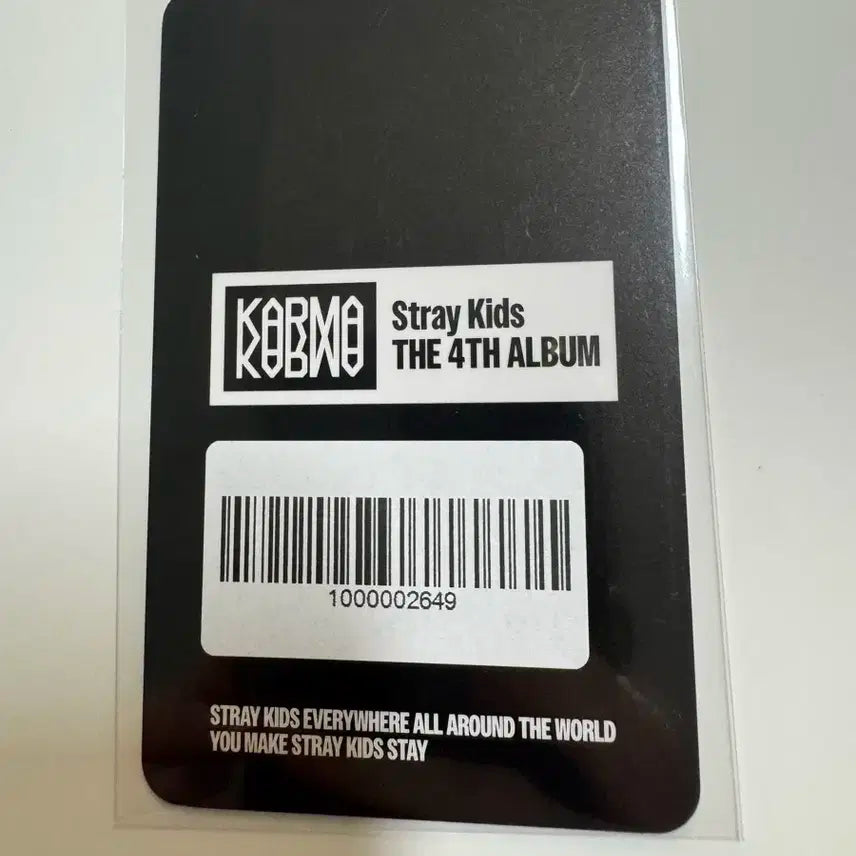 KARMA
Stray Kids
THE 4TH ALBUM
1000002649
STRAY KIDS EVERYWHERE ALL AROUND THE WORLD
YOU MAKE STRAY KIDS STAY